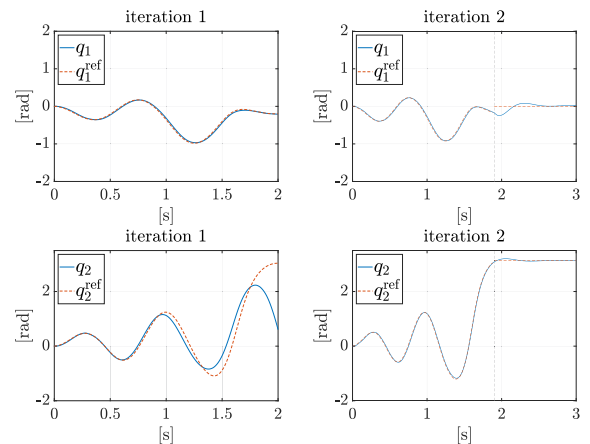 iteration 1
iteration 2
2
1
0
-1
-2
[rad]
q1
q1ref
0 0.5 1 1.5 2
[s]
2
1
0
-1
-2
[rad]
q1
q1ref
0 1 2 3
[s]
iteration 1
iteration 2
2
0
-2
[rad]
q2
q2ref
0 0.5 1 1.5 2
[s]
2
0
-2
[rad]
q2
q2ref
0 1 2 3
[s]